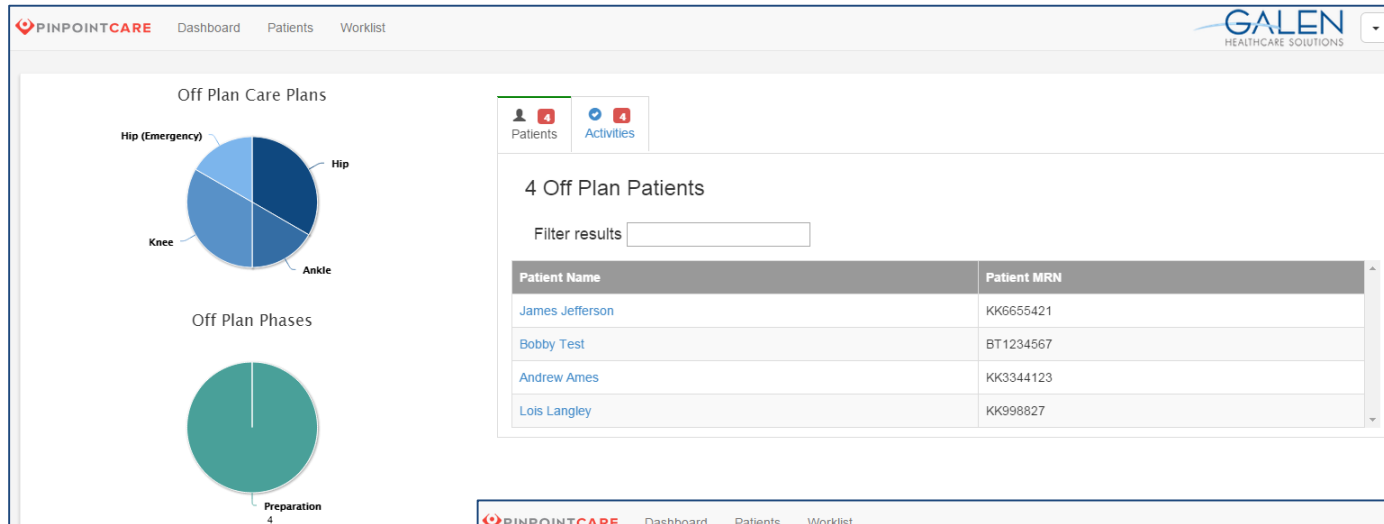 PINPOINTCARE Dashboard Patients Worklist
GALEN
HEALTHCARE SOLUTIONS
Off Plan Care Plans
Hip (Emergency)
Hip
Knee
Ankle
Off Plan Phases
Preparation
4
4 4
Patients Activities
4 Off Plan Patients
Filter results
Patient Name Patient MRN
James Jefferson KK6655421
Bobby Test BT1234567
Andrew Ames KK3344123
Lois Langley KK998827
PINPOINTCARE Dashboard Patients Worklist